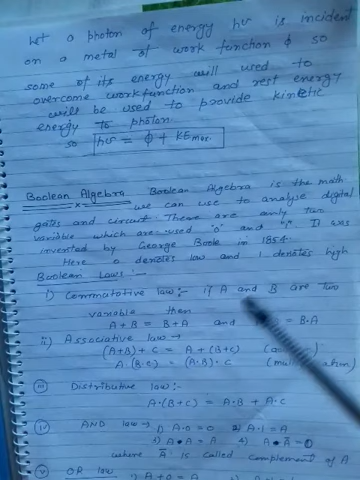 Let a photon of energy hν is incident
on a metal of work function ϕ so
some of its energy will used to
overcome workfunction and rest energy
will be used to provide kinetic
energy to photon.
so hν = ϕ + KEmax.
Boolean Algebra Boolean Algebra is the math
we can use to analyse digital
gates and circuit. There are only two
variable which are used "0" and "1". It was
invented by George Boole in 1854.
Here 0 denotes low and 1 denotes high
Boolean Laws:-
i) Commutative law:- if A and B are two
variable then
A+B = B+A and = B.A
ii) Associative law →
(A+B)+C = A+(B+C)
A.(B.C) = (A.B).C
iii) Distributive law:-
A.(B+C) = A.B + A.C
iv) AND law → 1) A.0 = 0 2) A.1 = A
3) A.A = A 4) A.Ā = 0
where Ā is called complement of A
v) OR law